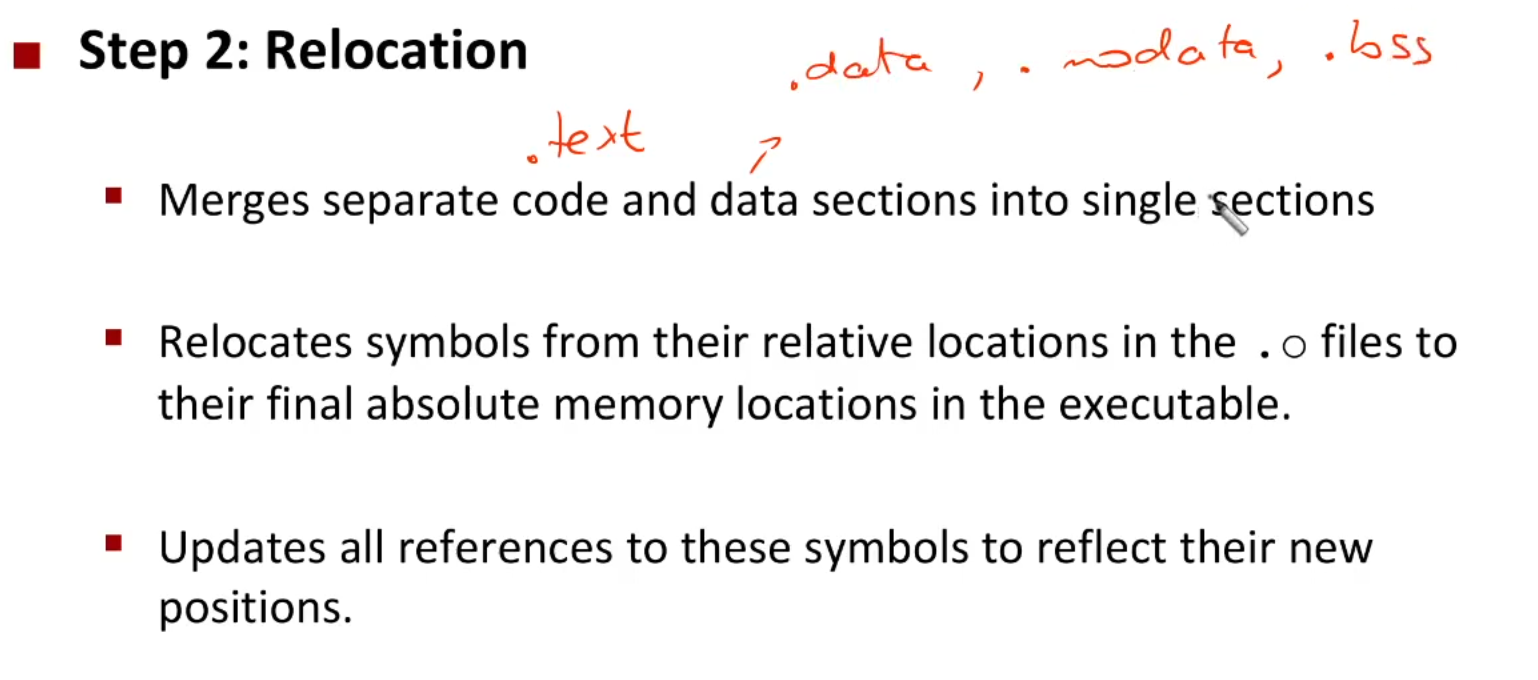 ■ Step 2: Relocation
.data , . rodata, .bss
.text
▪ Merges separate code and data sections into single sections
▪ Relocates symbols from their relative locations in the .o files to
their final absolute memory locations in the executable.
▪ Updates all references to these symbols to reflect their new
positions.